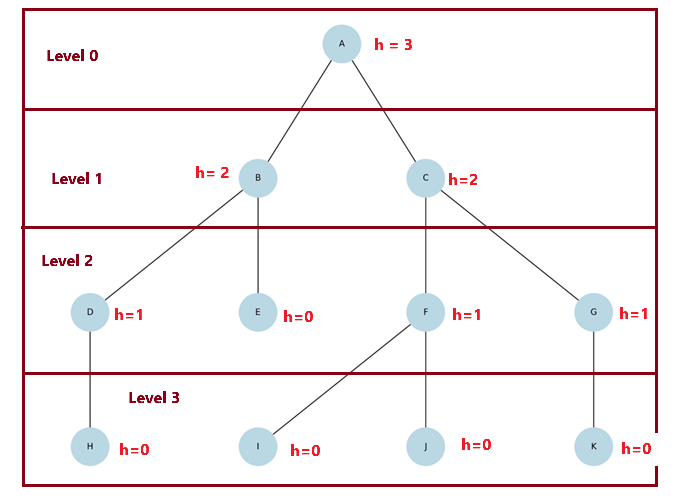 Level 0
A
h = 3
Level 1
h= 2
B
C
h=2
Level 2
D
h=1
E
h=0
F
h=1
G
h=1
Level 3
H
h=0
I
h=0
J
h=0
K
h=0